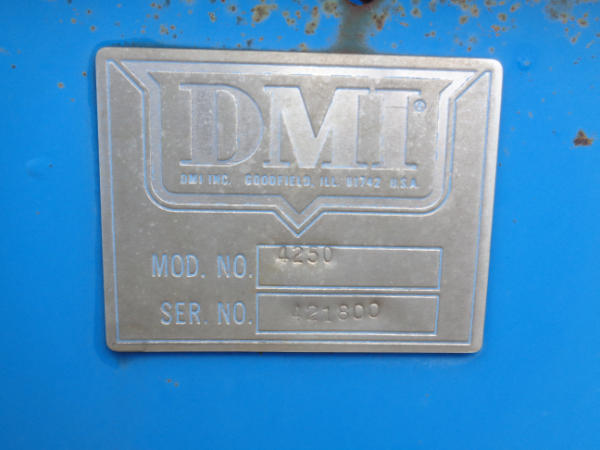 DMI®
DMI INC. GOODFIELD, ILL. 61742 U.S.A.
MOD. NO. 4250
SER. NO. 421800